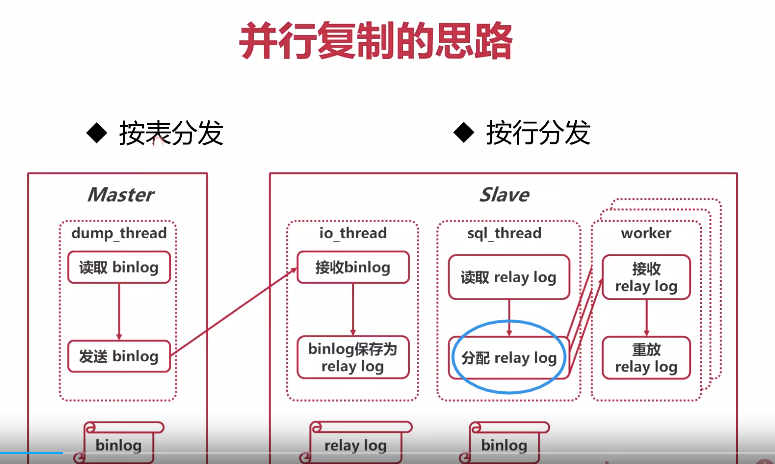 并行复制的思路
◆ 按表分发
◆ 按行分发
Master
dump_thread
读取 binlog
发送 binlog
binlog
Slave
io_thread
接收binlog
binlog保存为
relay log
relay log
sql_thread
读取 relay log
分配 relay log
binlog
worker
接收
relay log
重放
relay log